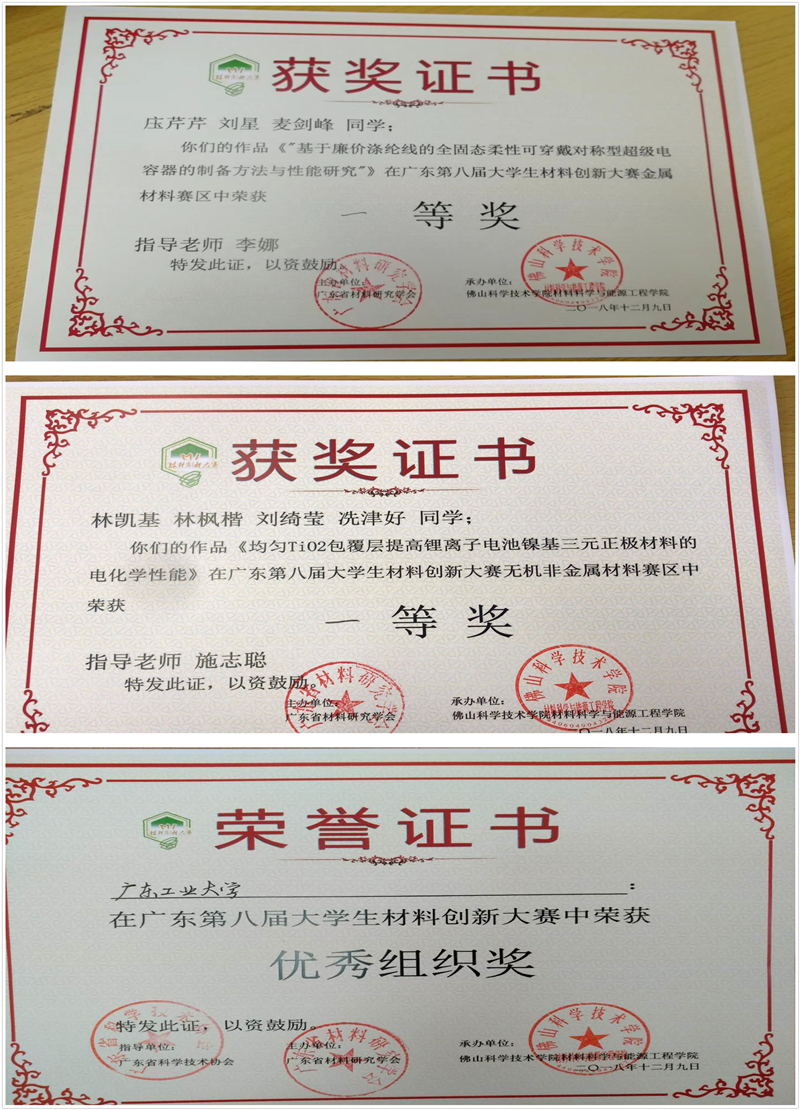 获奖证书
庄芹芹 刘星 麦剑峰 同学;
你们的作品《"基于廉价涤纶线的全固态柔性可穿戴对称型超级电
容器的制备方法与性能研究"》在广东第八届大学生材料创新大赛金属
材料赛区中荣获
一等奖
指导老师 李娜
特发此证,以资鼓励。
主办单位:
广东省材料研究学会
承办单位:
佛山科学技术学院材料科学与能源工程学院
二〇一八年十二月九日
获奖证书
林凯基 林枫楷 刘绮莹 冼津好 同学;
你们的作品《均匀TiO2包覆层提高锂离子电池镍基三元正极材料的
电化学性能》在广东第八届大学生材料创新大赛无机非金属材料赛区中
荣获
一等奖
指导老师 施志聪
特发此证,以资鼓励。
主办单位:
广东省材料研究学会
承办单位:
佛山科学技术学院材料科学与能源工程学院
二〇一八年十二月九日
荣誉证书
广东工业大学:
在广东第八届大学生材料创新大赛中荣获
优秀组织奖
特发此证,以资鼓励。
指导单位:
广东省科学技术协会
主办单位:
广东省材料研究学会
承办单位:
佛山科学技术学院材料科学与能源工程学院
二〇一八年十二月九日